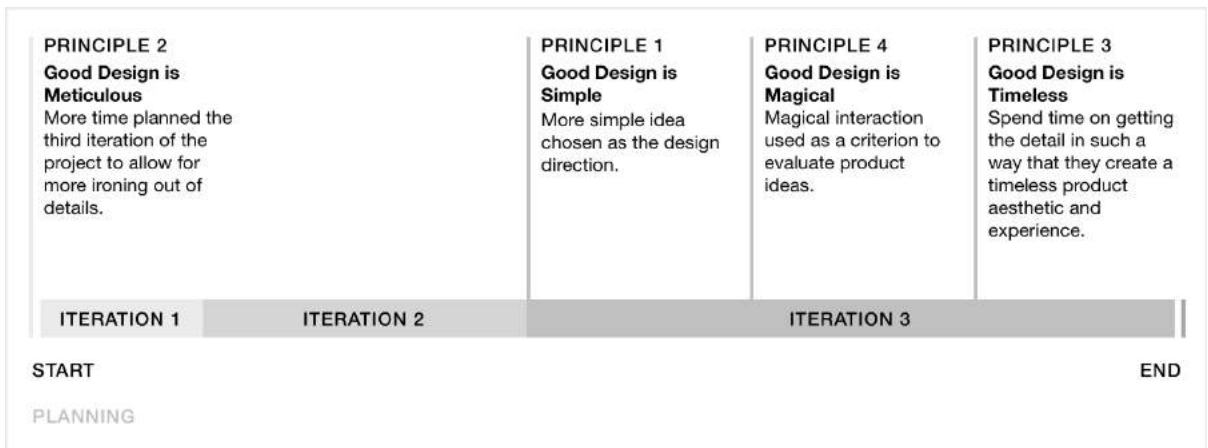 PRINCIPLE 2
Good Design is
Meticulous
More time planned the
third iteration of the
project to allow for
more ironing out of
details.
PRINCIPLE 1
Good Design is
Simple
More simple idea
chosen as the design
direction.
PRINCIPLE 4
Good Design is
Magical
Magical interaction
used as a criterion to
evaluate product
ideas.
PRINCIPLE 3
Good Design is
Timeless
Spend time on getting
the detail in such a
way that they create a
timeless product
aesthetic and
experience.
ITERATION 1
ITERATION 2
ITERATION 3
START
END
PLANNING